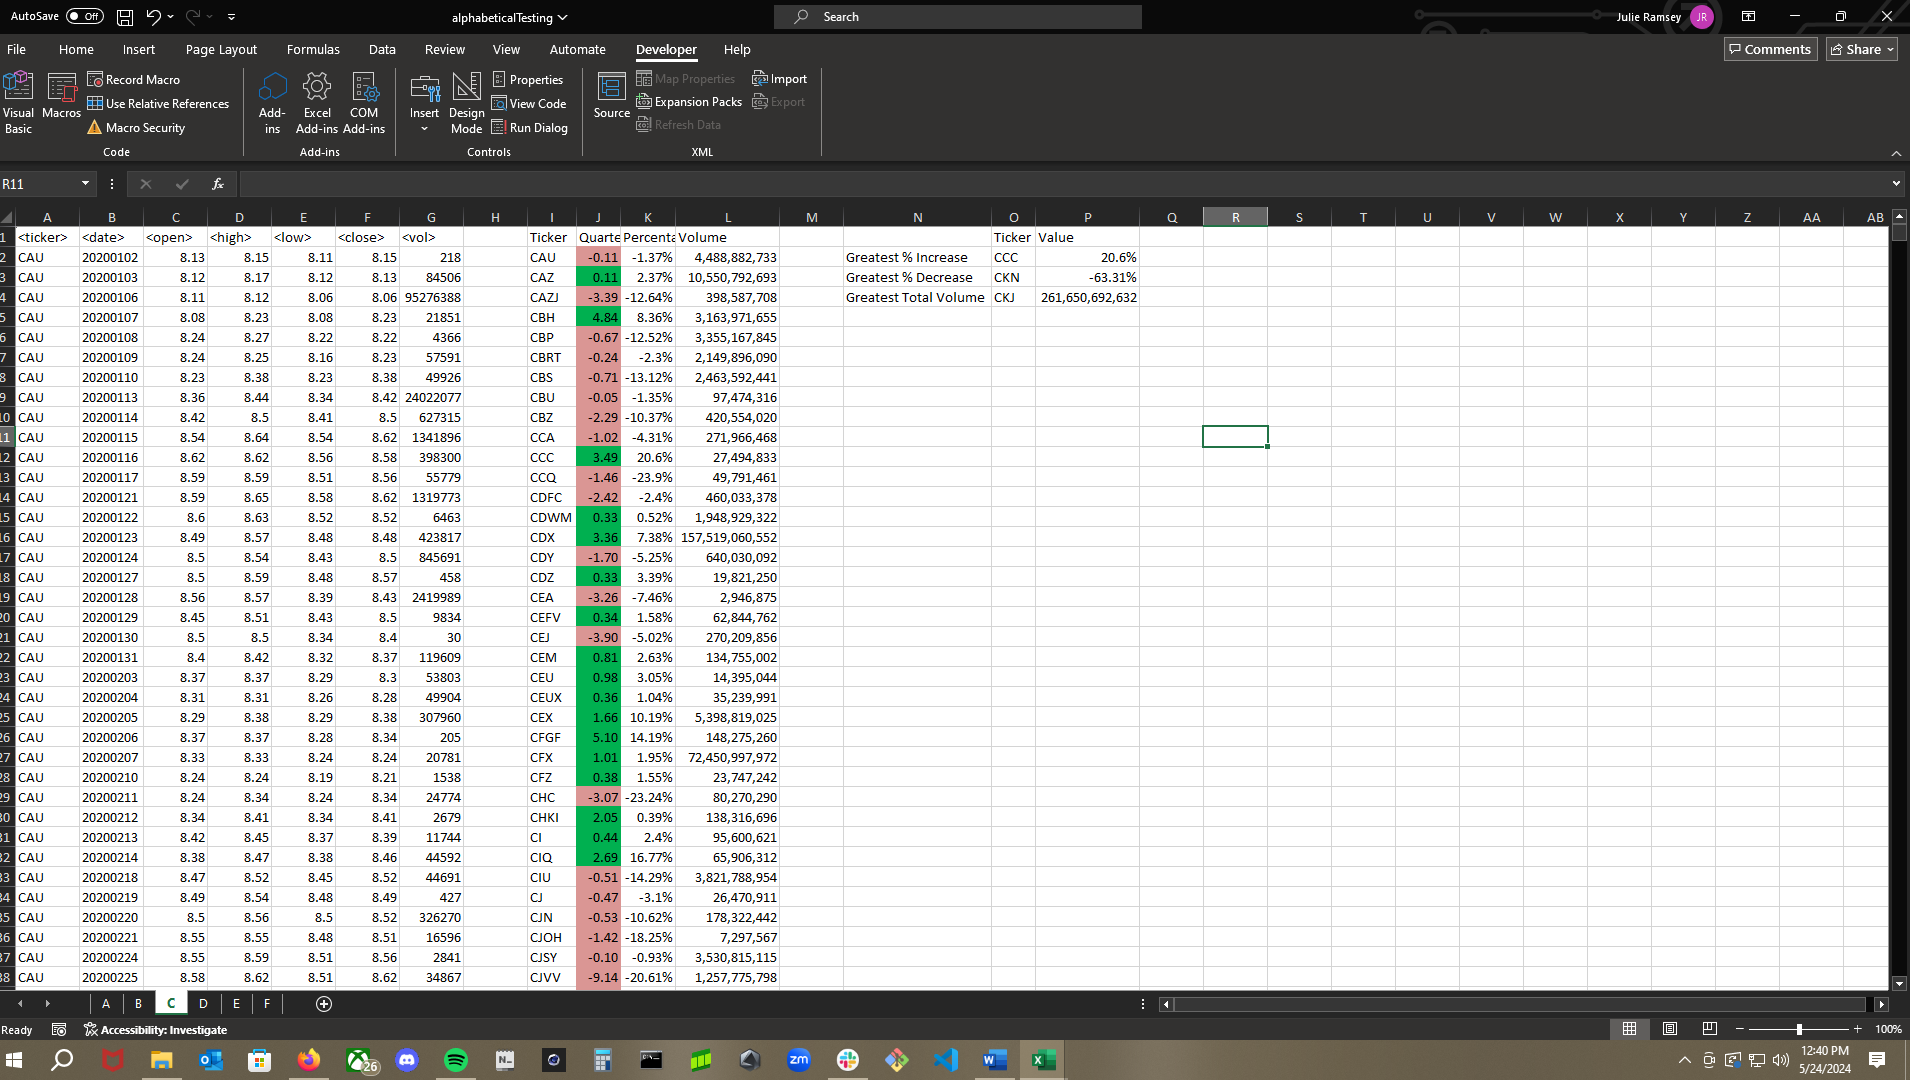 AutoSave Off alphabeticalTesting Search Julie Ramsey JR
File Home Insert Page Layout Formulas Data Review View Automate Developer Help Comments Share
Visual Basic Macros Record Macro Use Relative References Macro Security Code
Add-ins Excel Add-ins COM Add-ins Add-ins
Insert Design Mode Properties View Code Run Dialog Controls
Source Map Properties Expansion Packs Refresh Data Import Export XML
R11 fx
A B C D E F G H I J K L M N O P Q R S T U V W X Y Z AA AB
1 <ticker> <date> <open> <high> <low> <close> <vol> Ticker Quarte Percenta Volume Ticker Value
2 CAU 20200102 8.13 8.15 8.11 8.15 218 CAU -0.11 -1.37% 4,488,882,733 Greatest % Increase CCC 20.6%
3 CAU 20200103 8.12 8.17 8.12 8.13 84506 CAZ 0.11 2.37% 10,550,792,693 Greatest % Decrease CKN -63.31%
4 CAU 20200106 8.11 8.12 8.06 8.06 95276388 CAZJ -3.39 -12.64% 398,587,708 Greatest Total Volume CKJ 261,650,692,632
5 CAU 20200107 8.08 8.23 8.08 8.23 21851 CBH 4.84 8.36% 3,163,971,655
6 CAU 20200108 8.24 8.27 8.22 8.22 4366 CBP -0.67 -12.52% 3,355,167,845
7 CAU 20200109 8.24 8.25 8.16 8.23 57591 CBRT -0.24 -2.3% 2,149,896,090
8 CAU 20200110 8.23 8.38 8.23 8.38 49926 CBS -0.71 -13.12% 2,463,592,441
9 CAU 20200113 8.36 8.44 8.34 8.42 24022077 CBU -0.05 -1.35% 97,474,316
10 CAU 20200114 8.42 8.5 8.41 8.5 627315 CBZ -2.29 -10.37% 420,554,020
11 CAU 20200115 8.54 8.64 8.54 8.62 1341896 CCA -1.02 -4.31% 271,966,468
12 CAU 20200116 8.62 8.62 8.56 8.58 398300 CCC 3.49 20.6% 27,494,833
13 CAU 20200117 8.59 8.59 8.51 8.56 55779 CCQ -1.46 -23.9% 49,791,461
14 CAU 20200121 8.59 8.65 8.58 8.62 1319773 CDFC -2.42 -2.4% 460,033,378
15 CAU 20200122 8.6 8.63 8.52 8.52 6463 CDWM 0.33 0.52% 1,948,929,322
16 CAU 20200123 8.49 8.57 8.48 8.48 423817 CDX 3.36 7.38% 157,519,060,552
17 CAU 20200124 8.5 8.54 8.43 8.5 845691 CDY -1.70 -5.25% 640,030,092
18 CAU 20200127 8.5 8.59 8.48 8.57 458 CDZ 0.33 3.39% 19,821,250
19 CAU 20200128 8.56 8.57 8.39 8.43 2419989 CEA -3.26 -7.46% 2,946,875
20 CAU 20200129 8.45 8.51 8.43 8.5 9834 CEFV 0.34 1.58% 62,844,762
21 CAU 20200130 8.5 8.5 8.34 8.4 30 CEJ -3.90 -5.02% 270,209,856
22 CAU 20200131 8.4 8.42 8.32 8.37 119609 CEM 0.81 2.63% 134,755,002
23 CAU 20200203 8.37 8.37 8.29 8.3 53803 CEU 0.98 3.05% 14,395,044
24 CAU 20200204 8.31 8.31 8.26 8.28 49904 CEUX 0.36 1.04% 35,239,991
25 CAU 20200205 8.29 8.38 8.29 8.38 307960 CEX 1.66 10.19% 5,398,819,025
26 CAU 20200206 8.37 8.37 8.28 8.34 205 CFGF 5.10 14.19% 148,275,260
27 CAU 20200207 8.33 8.33 8.24 8.24 20781 CFX 1.01 1.95% 72,450,997,972
28 CAU 20200210 8.24 8.24 8.19 8.21 1538 CFZ 0.38 1.55% 23,747,242
29 CAU 20200211 8.24 8.34 8.24 8.34 24774 CHC -3.07 -23.24% 80,270,290
30 CAU 20200212 8.34 8.41 8.34 8.41 2679 CHKI 2.05 0.39% 138,316,696
31 CAU 20200213 8.42 8.45 8.37 8.39 11744 CI 0.44 2.4% 95,600,621
32 CAU 20200214 8.38 8.47 8.38 8.46 44592 CIQ 2.69 16.77% 65,906,312
33 CAU 20200218 8.47 8.52 8.45 8.52 44691 CIU -0.51 -14.29% 3,821,788,954
34 CAU 20200219 8.49 8.54 8.48 8.49 427 CJ -0.47 -3.1% 26,470,911
35 CAU 20200220 8.5 8.56 8.5 8.52 326270 CJN -0.53 -10.62% 178,322,442
36 CAU 20200221 8.55 8.55 8.48 8.51 16596 CJOH -1.42 -18.25% 7,297,567
37 CAU 20200224 8.55 8.59 8.51 8.56 2841 CJSY -0.10 -0.93% 3,530,815,115
38 CAU 20200225 8.58 8.62 8.51 8.62 34867 CJVV -9.14 -20.61% 1,257,775,798
A B C D E F
Ready Accessibility: Investigate 100%
26 N zm 12:40 PM
5/24/2024